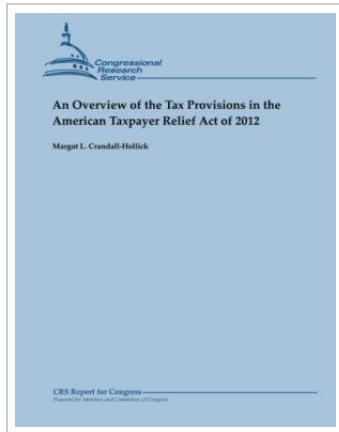 Congressional
Research
Service
An Overview of the Tax Provisions in the
American Taxpayer Relief Act of 2012
Margot L. Crandall-Hollick
CRS Report for Congress
Prepared for Members and Committees of Congress